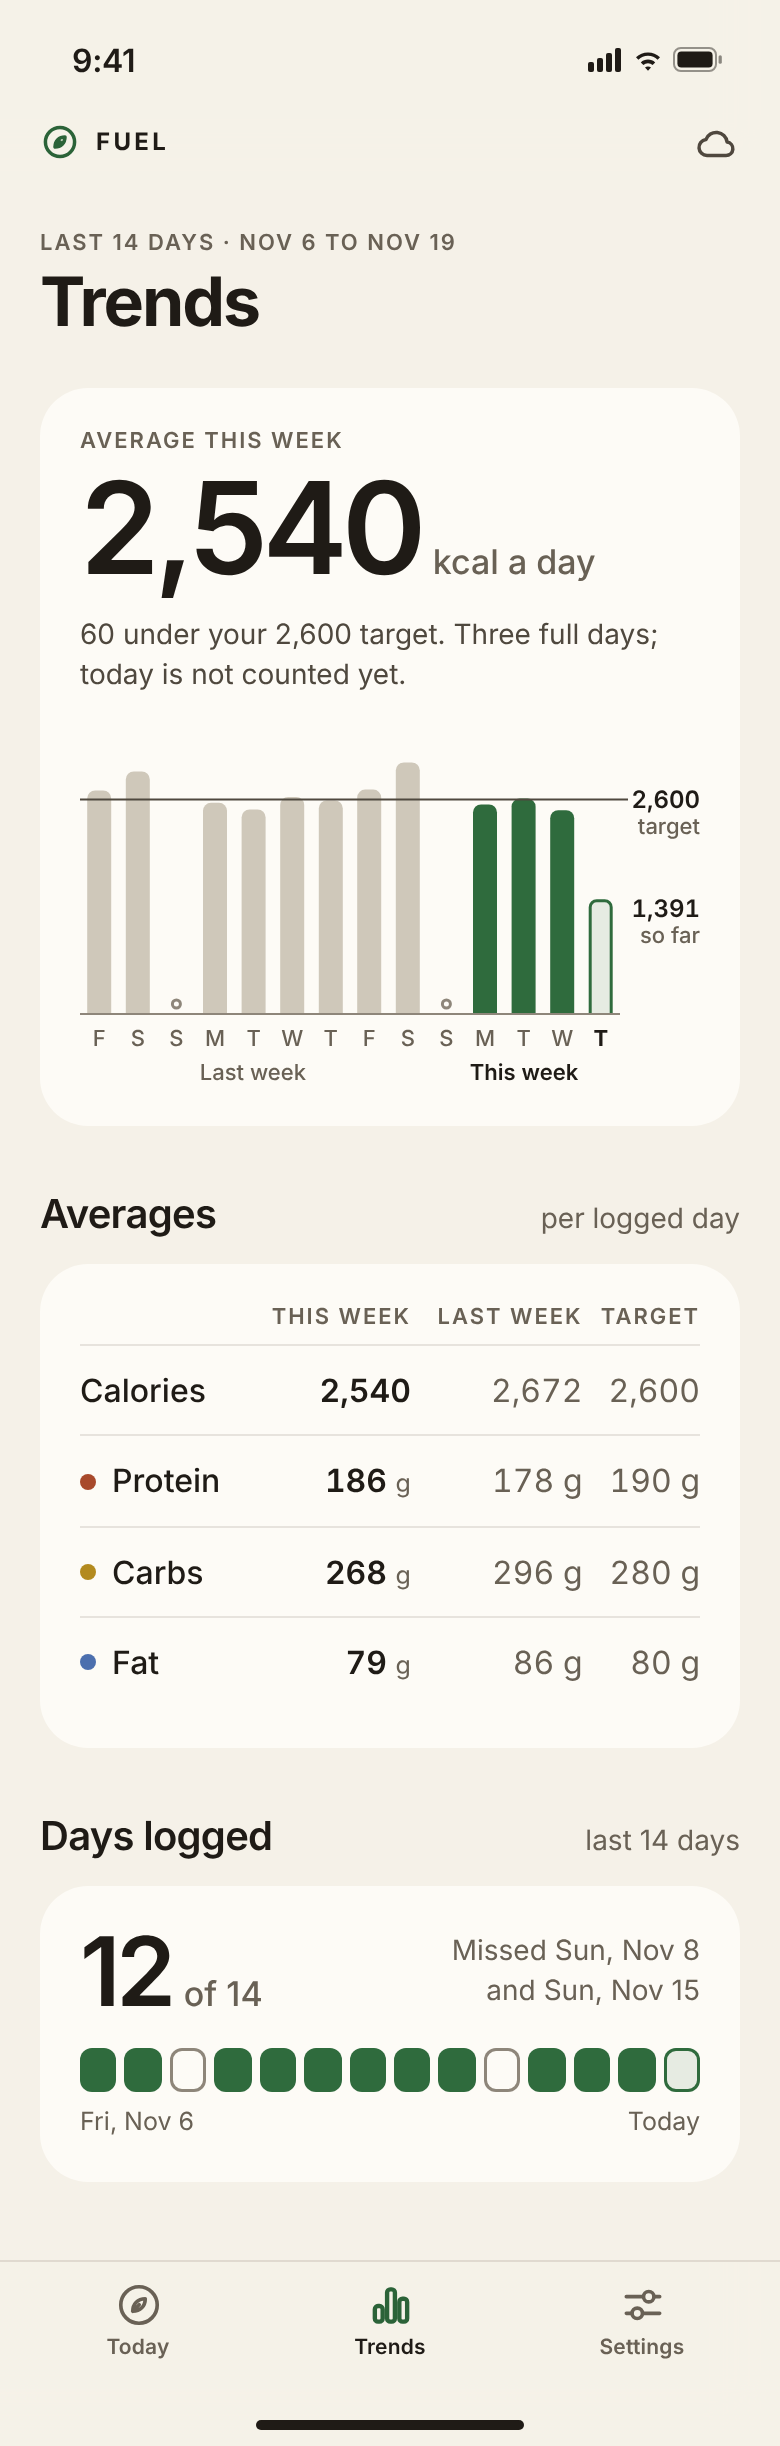 9:41
FUEL
LAST 14 DAYS · NOV 6 TO NOV 19
Trends
AVERAGE THIS WEEK
2,540 kcal a day
60 under your 2,600 target. Three full days;
today is not counted yet.
2,600
target
1,391
so far
F S S M T W T F S S M T W T
Last week This week
Averages per logged day
THIS WEEK LAST WEEK TARGET
Calories 2,540 2,672 2,600
Protein 186 g 178 g 190 g
Carbs 268 g 296 g 280 g
Fat 79 g 86 g 80 g
Days logged last 14 days
12 of 14
Missed Sun, Nov 8
and Sun, Nov 15
Fri, Nov 6 Today
Today Trends Settings